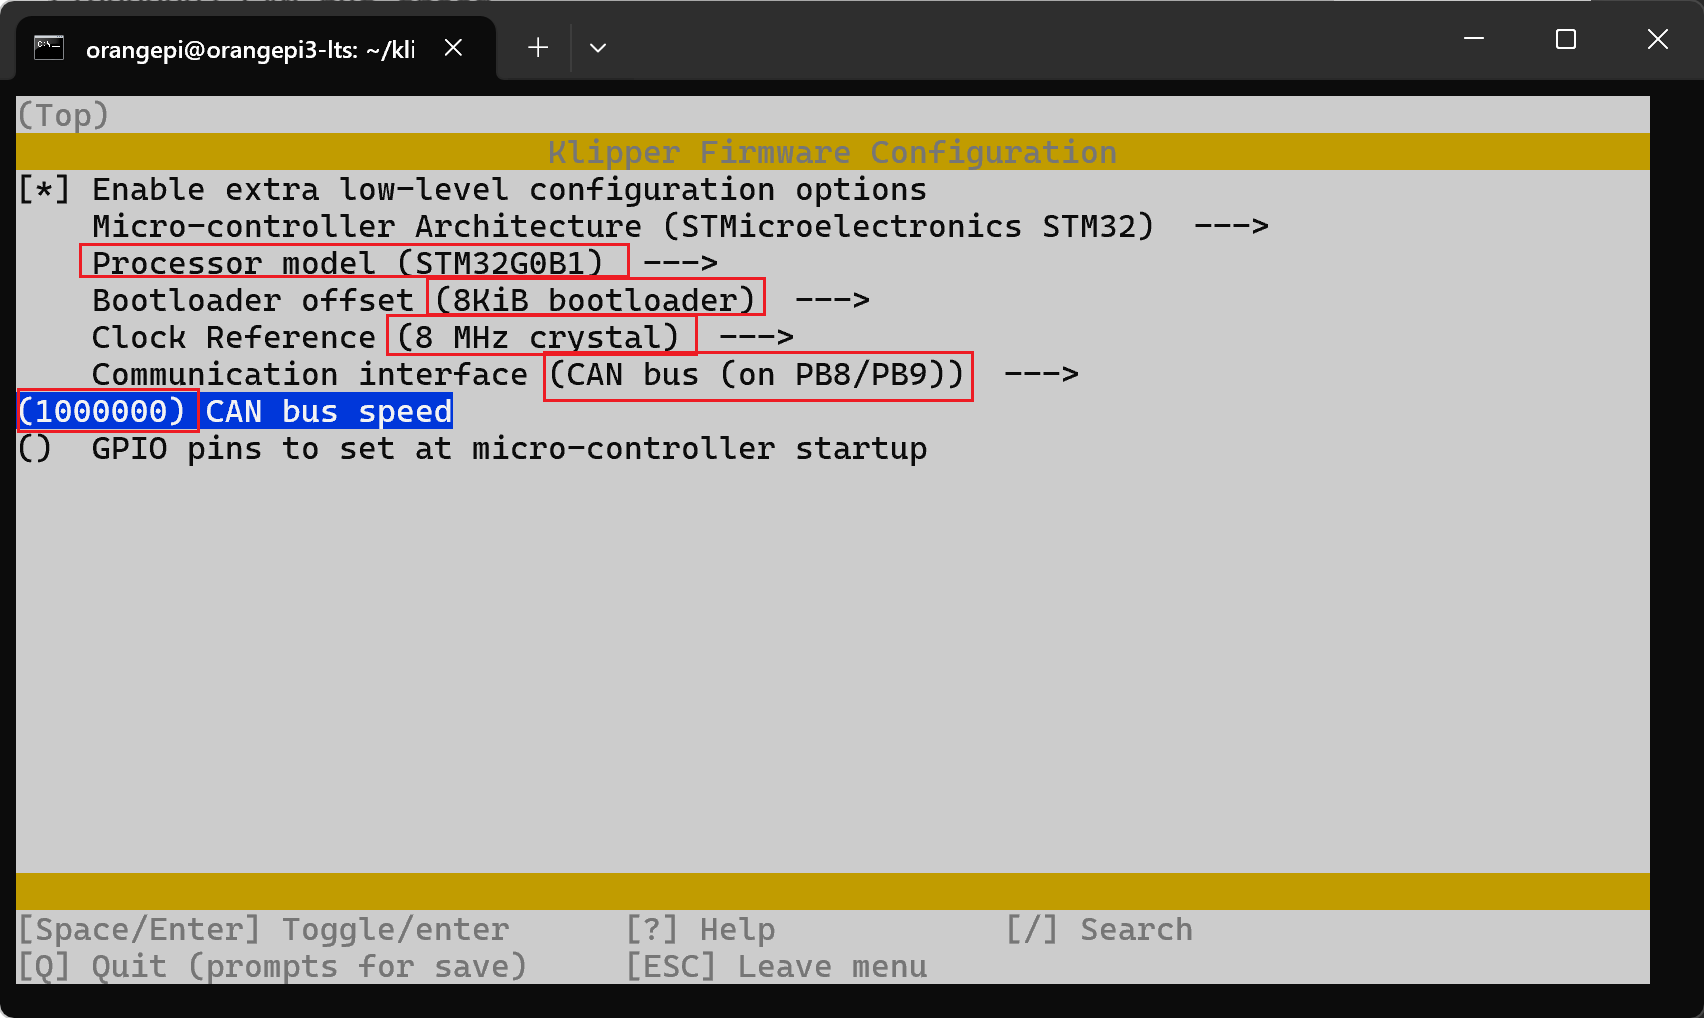 orangepi@orangepi3-lts: ~/kli
(Top)
Klipper Firmware Configuration
[*] Enable extra low-level configuration options
Micro-controller Architecture (STMicroelectronics STM32) --->
Processor model (STM32G0B1) --->
Bootloader offset (8KiB bootloader) --->
Clock Reference (8 MHz crystal) --->
Communication interface (CAN bus (on PB8/PB9)) --->
(1000000) CAN bus speed
() GPIO pins to set at micro-controller startup
[Space/Enter] Toggle/enter [?] Help [/] Search
[Q] Quit (prompts for save) [ESC] Leave menu